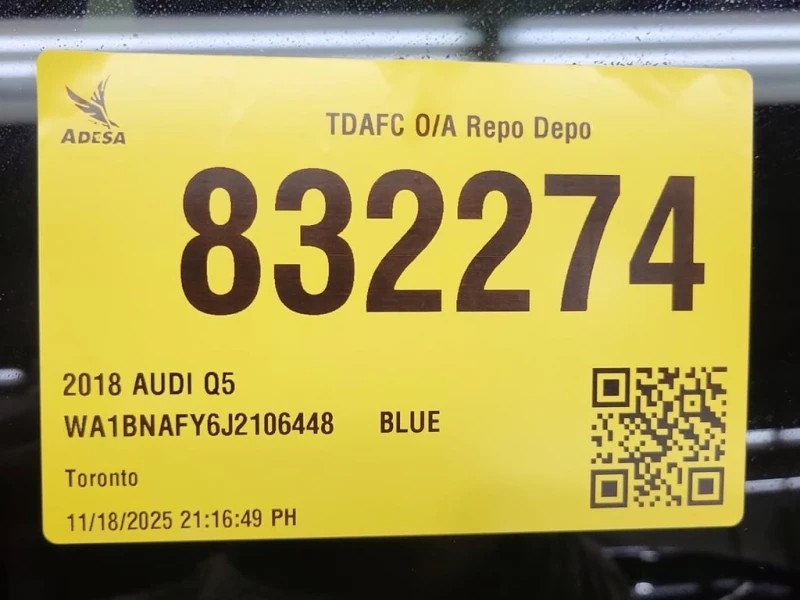 ADESA
TDAFC O/A Repo Depo
832274
2018 AUDI Q5
WA1BNAFY6J2106448 BLUE
Toronto
11/18/2025 21:16:49 PH